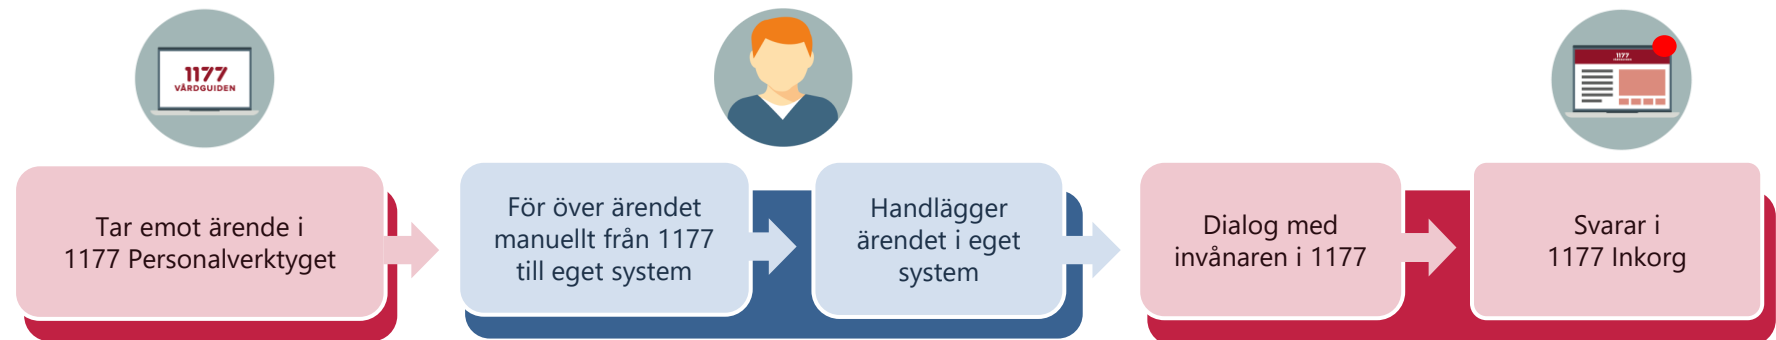 1177
VÅRDGUIDEN
1177
Tar emot ärende i
1177 Personalverktyget
För över ärendet
manuellt från 1177
till eget system
Handlägger
ärendet i eget
system
Dialog med
invånaren i 1177
Svarar i
1177 Inkorg